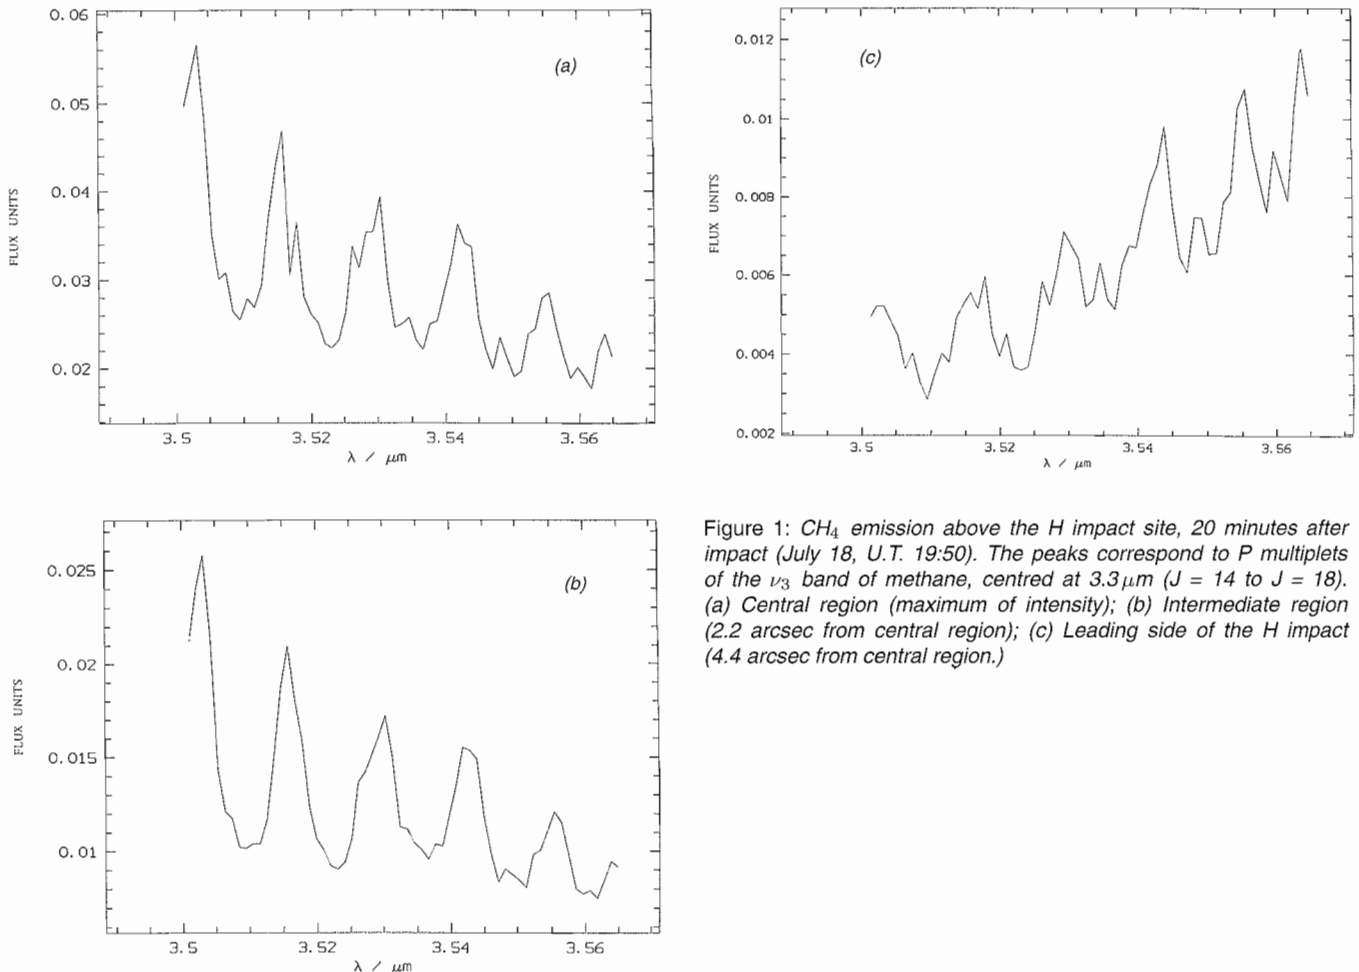 (a)
0.06
0.05
0.04
0.03
0.02
FLUX UNITS
3.5 3.52 3.54 3.56
λ / μm
(c)
0.012
0.01
0.008
0.006
0.004
0.002
FLUX UNITS
3.5 3.52 3.54 3.56
λ / μm
(b)
0.025
0.02
0.015
0.01
FLUX UNITS
3.5 3.52 3.54 3.56
λ / μm
Figure 1: CH₄ emission above the H impact site, 20 minutes after
impact (July 18, U.T. 19:50). The peaks correspond to P multiplets
of the ν₃ band of methane, centred at 3.3 μm (J = 14 to J = 18).
(a) Central region (maximum of intensity); (b) Intermediate region
(2.2 arcsec from central region); (c) Leading side of the H impact
(4.4 arcsec from central region.)